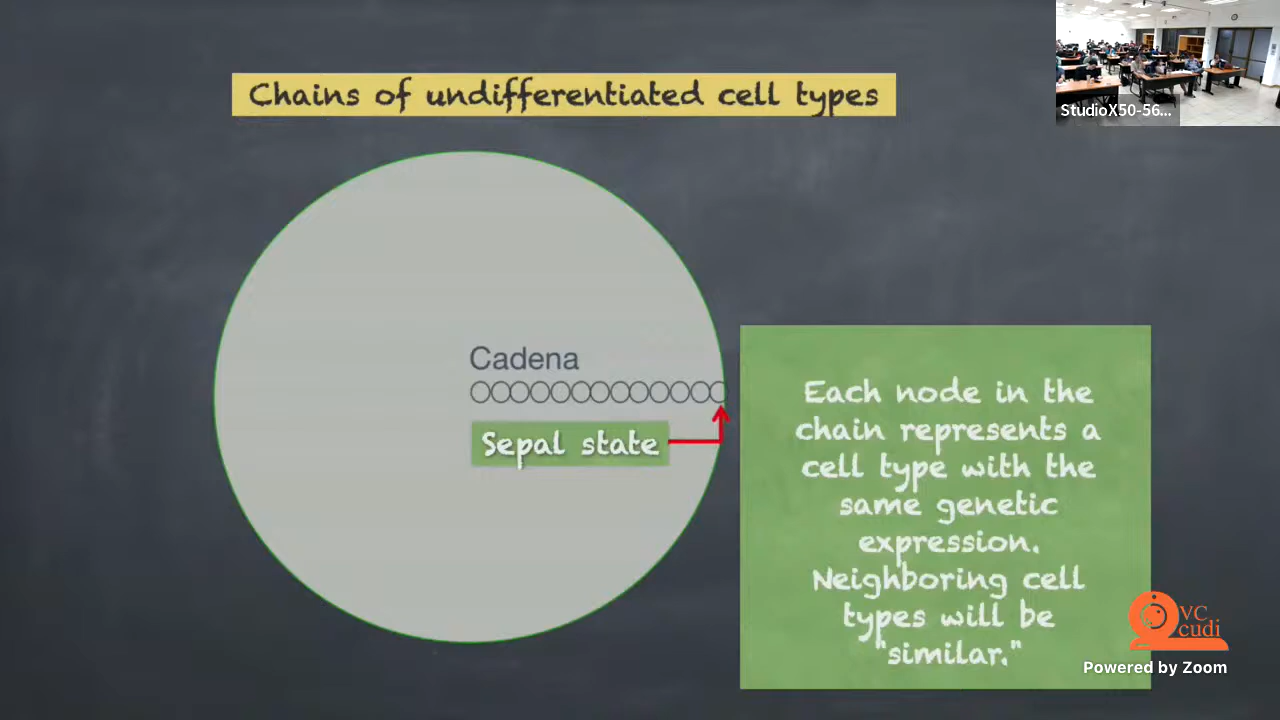 Chains of undifferentiated cell types
StudioX50-56...
Cadena
Sepal state
Each node in the
chain represents a
cell type with the
same genetic
expression.
Neighboring cell
types will be
"similar."
VC
cudi
Powered by Zoom